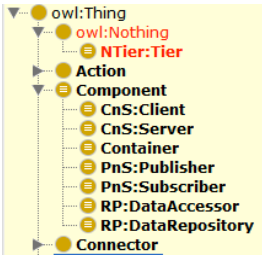 owl:Thing
owl:Nothing
NTier:Tier
Action
Component
CnS:Client
CnS:Server
Container
PnS:Publisher
PnS:Subscriber
RP:DataAccessor
RP:DataRepository
Connector